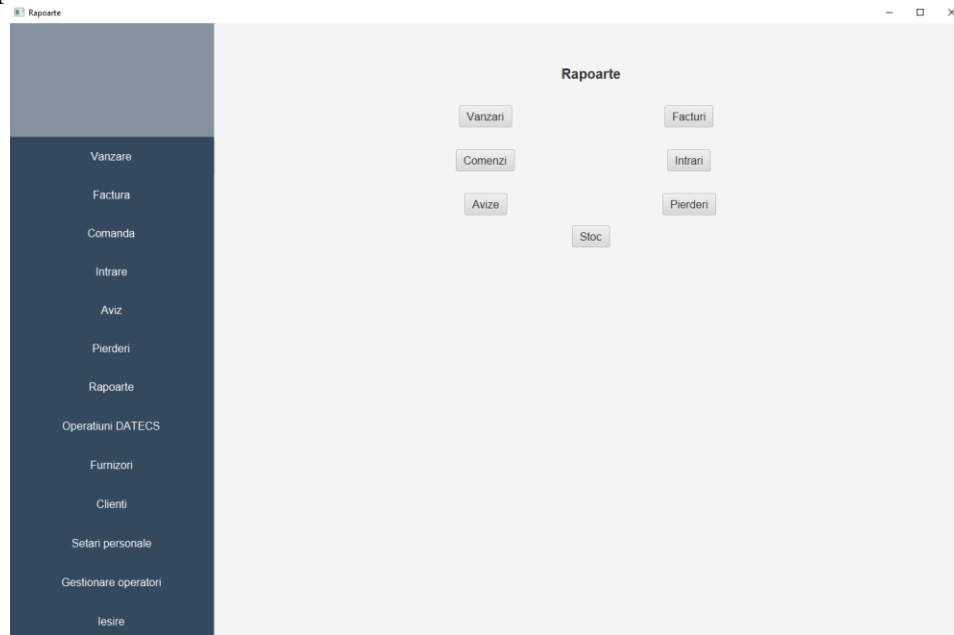 Rapoarte
Vanzare
Factura
Comanda
Intrare
Aviz
Pierderi
Rapoarte
Operatiuni DATECS
Furnizori
Clienti
Setari personale
Gestionare operatori
Iesire
Rapoarte
Vanzari Facturi
Comenzi Intrari
Avize Pierderi
Stoc